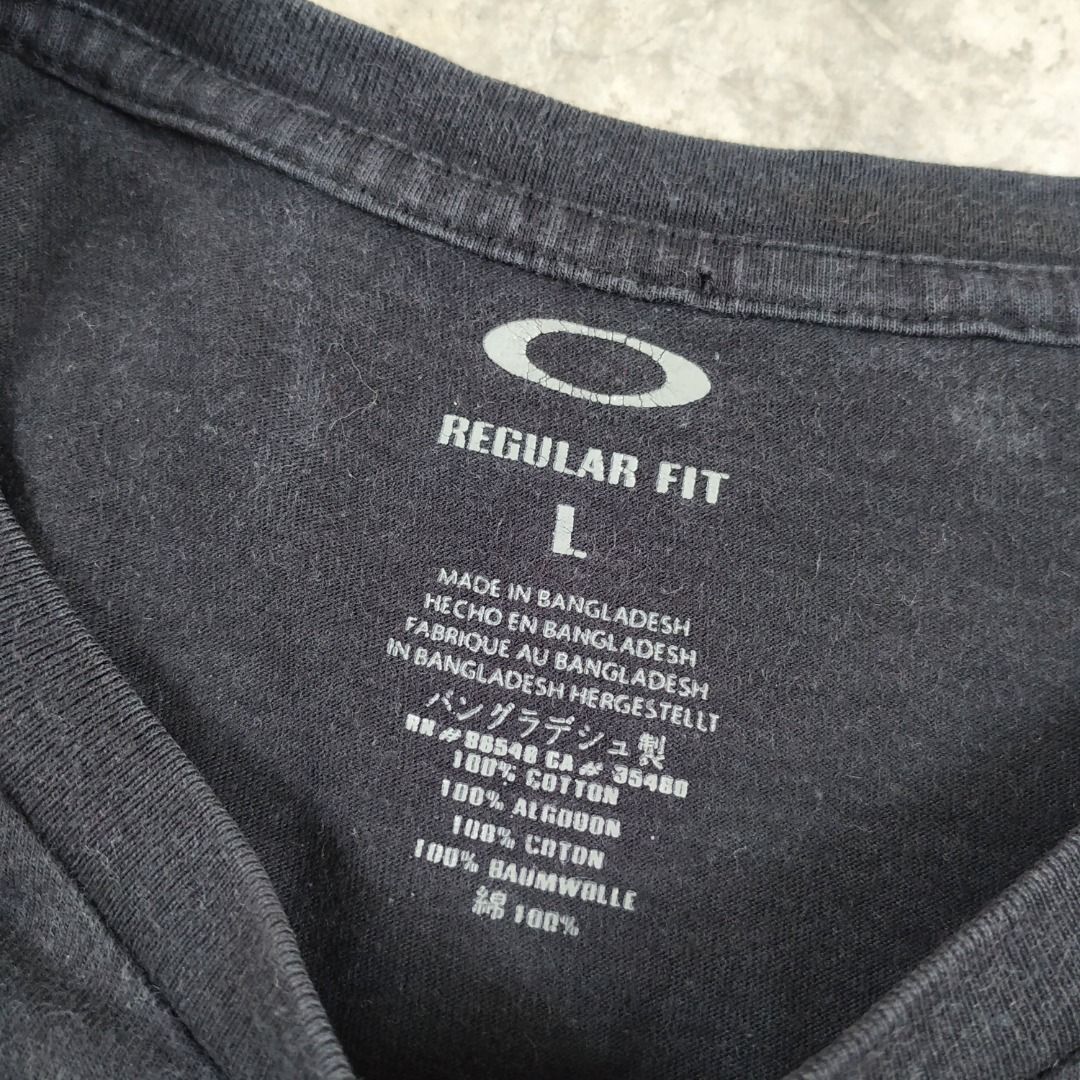 REGULAR FIT
L
MADE IN BANGLADESH
HECHO EN BANGLADESH
FABRIQUE AU BANGLADESH
IN BANGLADESH HERGESTELLT
バングラデシュ製
RN # 96548 CA # 35480
100% COTTON
100% ALGODON
100% COTON
100% BAUMWOLLE
綿 100%